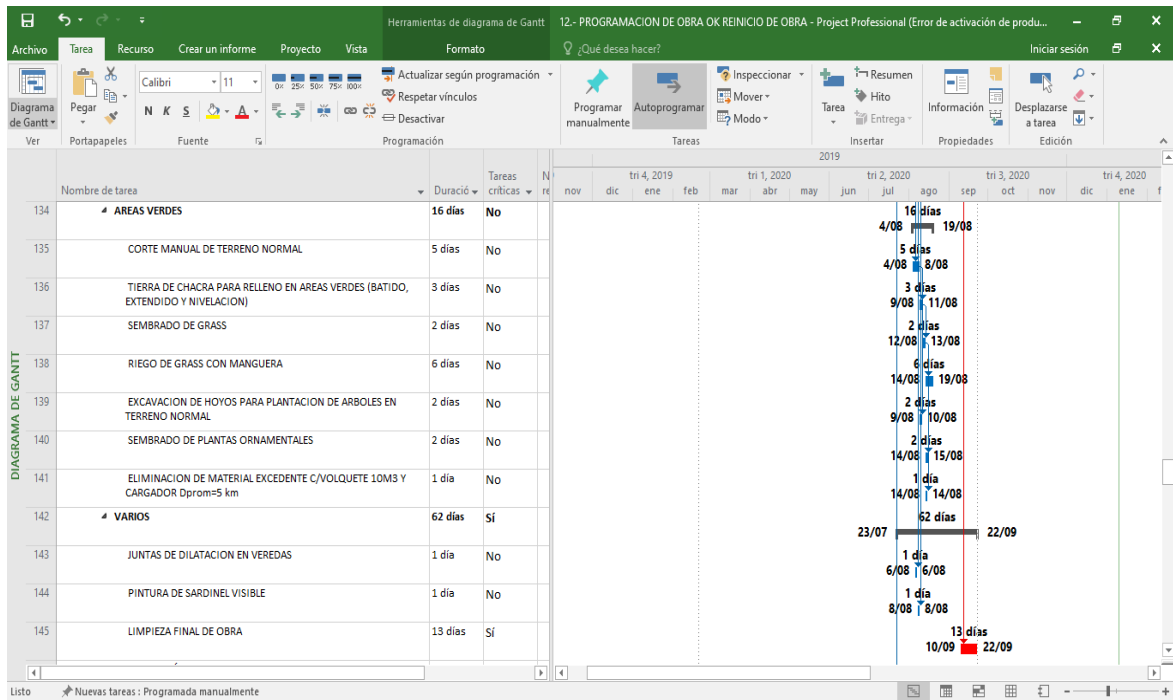 Herramientas de diagrama de Gantt
12.- PROGRAMACION DE OBRA OK REINICIO DE OBRA - Project Professional (Error de activación de produ...
Archivo Tarea Recurso Crear un informe Proyecto Vista Formato ¿Qué desea hacer? Iniciar sesión
Diagrama de Gantt
Ver
Pegar
Portapapeles
Calibri 11
N K S A
Fuente
0× 25× 50× 75× 100×
Actualizar según programación
Respetar vínculos
Desactivar
Programación
Programar manualmente
Autoprogramar
Inspeccionar
Mover
Modo
Tareas
Tarea
Resumen
Hito
Entrega
Insertar
Información
Propiedades
Desplazarse a tarea
Edición
DIAGRAMA DE GANTT
Nombre de tarea Duració Tareas críticas N re
2019
tri 4, 2019 tri 1, 2020 tri 2, 2020 tri 3, 2020 tri 4, 2020
nov dic ene feb mar abr may jun jul ago sep oct nov dic ene f
134 AREAS VERDES 16 días No
16 días
4/08 19/08
135 CORTE MANUAL DE TERRENO NORMAL 5 días No
5 días
4/08 8/08
136 TIERRA DE CHACRA PARA RELLENO EN AREAS VERDES (BATIDO, 3 días No
EXTENDIDO Y NIVELACION)
3 días
9/08 11/08
137 SEMBRADO DE GRASS 2 días No
2 días
12/08 13/08
138 RIEGO DE GRASS CON MANGUERA 6 días No
6 días
14/08 19/08
139 EXCAVACION DE HOYOS PARA PLANTACION DE ARBOLES EN 2 días No
TERRENO NORMAL
2 días
9/08 10/08
140 SEMBRADO DE PLANTAS ORNAMENTALES 2 días No
2 días
14/08 15/08
141 ELIMINACION DE MATERIAL EXCEDENTE C/VOLQUETE 10M3 Y 1 día No
CARGADOR Dprom=5 km
1 día
14/08 14/08
142 VARIOS 62 días Sí
62 días
23/07 22/09
143 JUNTAS DE DILATACION EN VEREDAS 1 día No
1 día
6/08 6/08
144 PINTURA DE SARDINEL VISIBLE 1 día No
1 día
8/08 8/08
145 LIMPIEZA FINAL DE OBRA 13 días Sí
13 días
10/09 22/09
Listo Nuevas tareas : Programada manualmente